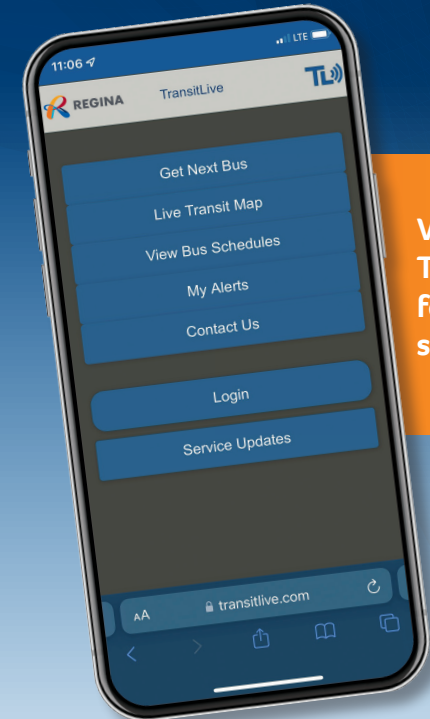 11:06
LTE
REGINA
TransitLive
TL
Get Next Bus
Live Transit Map
View Bus Schedules
My Alerts
Contact Us
Login
Service Updates
AA
transitlive.com